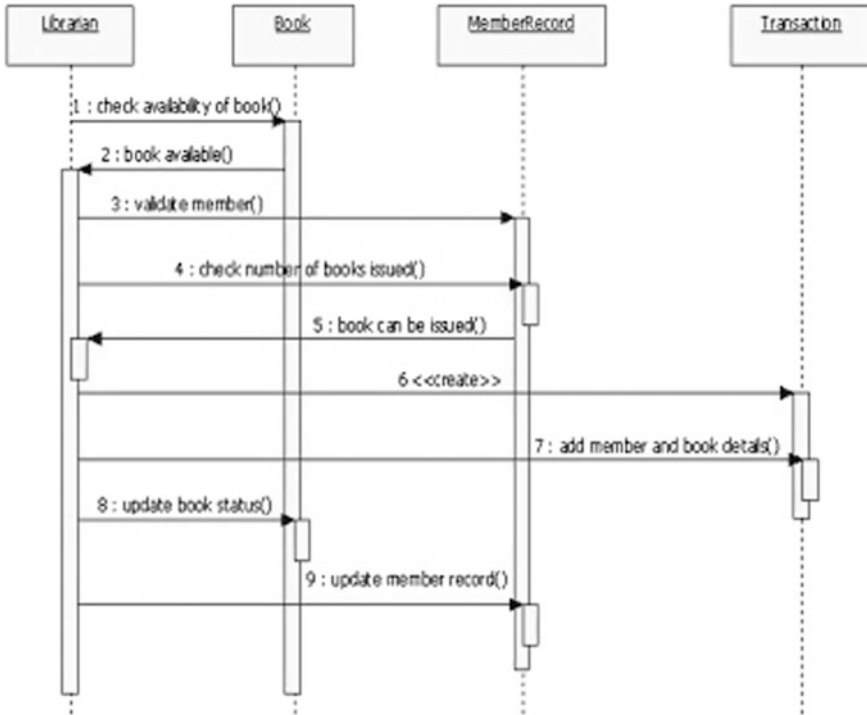 Librarian
Book
MemberRecord
Transaction
1 : check availability of book()
2 : book available()
3 : validate member()
4 : check number of books issued()
5 : book can be issued()
6 <<create>>
7 : add member and book details()
8 : update book status()
9 : update member record()